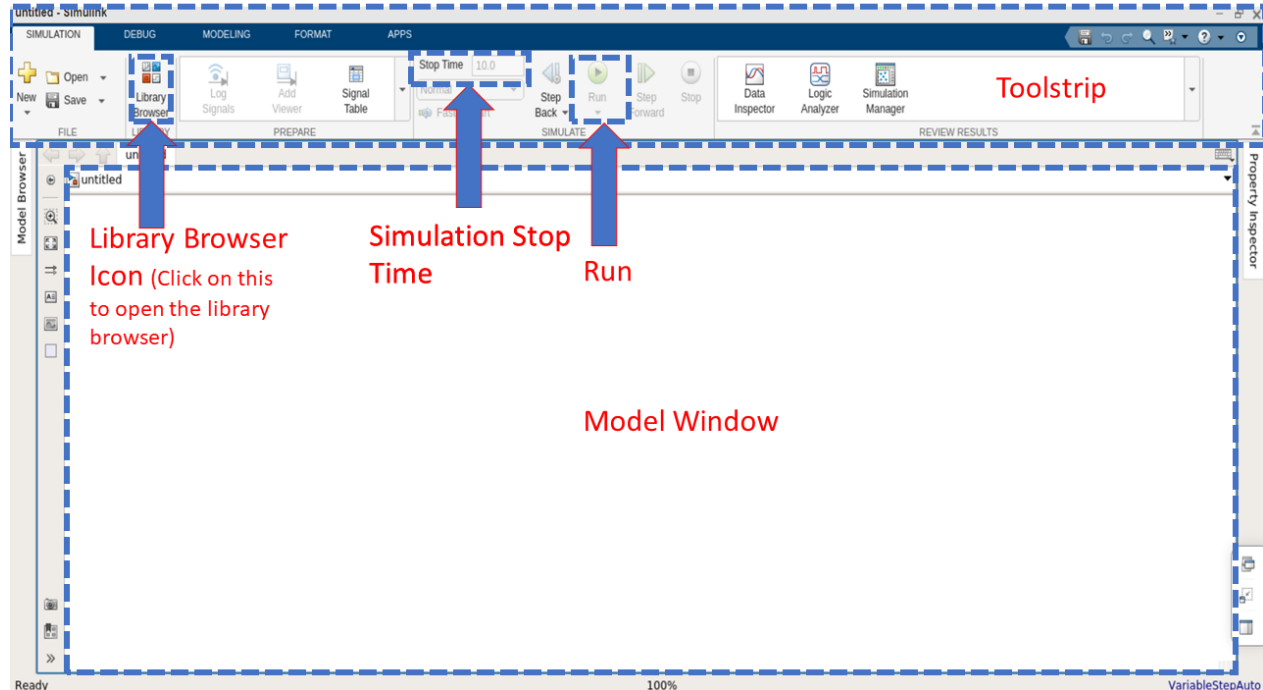 untitled - Simulink
SIMULATION DEBUG MODELING FORMAT APPS
New
Open
Save
FILE
Library
Browser
LIBRARY
Log
Signals
Add
Viewer
Signal
Table
PREPARE
Stop Time 10.0
Normal
Step
Back
Run
Step
Forward
Stop
SIMULATE
Data
Inspector
Logic
Analyzer
Simulation
Manager
REVIEW RESULTS
Toolstrip
Model Browser
untitled
Property Inspector
Library Browser
Icon (Click on this
to open the library
browser)
Simulation Stop
Time
Run
Model Window
Ready
100%
VariableStepAuto